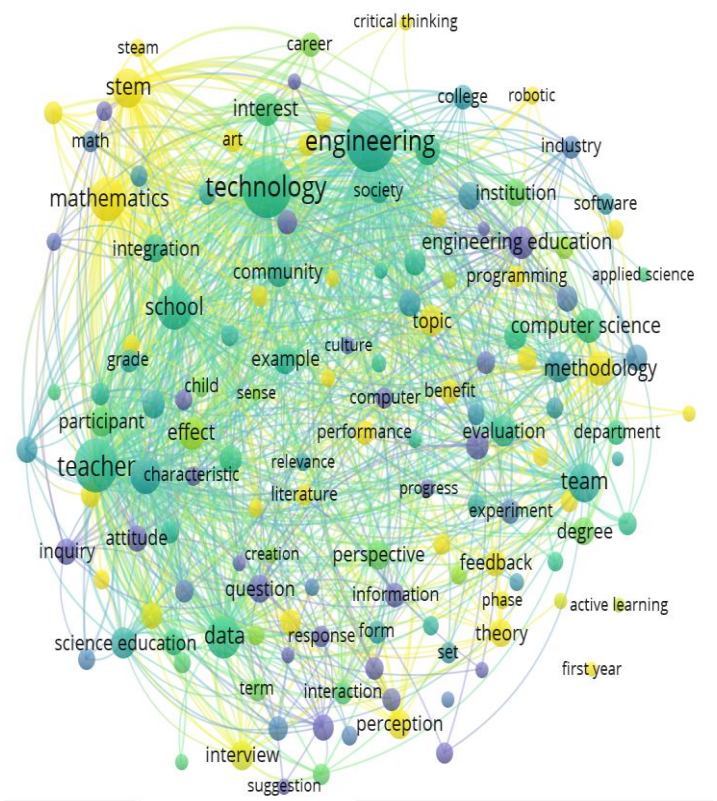 critical thinking
steam
career
stem
college
robotic
interest
math
art
engineering
industry
technology
society
mathematics
institution
software
integration
engineering education
community
programming
applied science
school
topic
computer science
culture
grade
example
methodology
child
sense
computer
benefit
participant
effect
performance
evaluation
department
teacher
characteristic
relevance
literature
progress
team
experiment
inquiry
attitude
creation
perspective
feedback
degree
question
information
phase
active learning
science education
data
response
form
theory
set
first year
term
interaction
perception
interview
suggestion